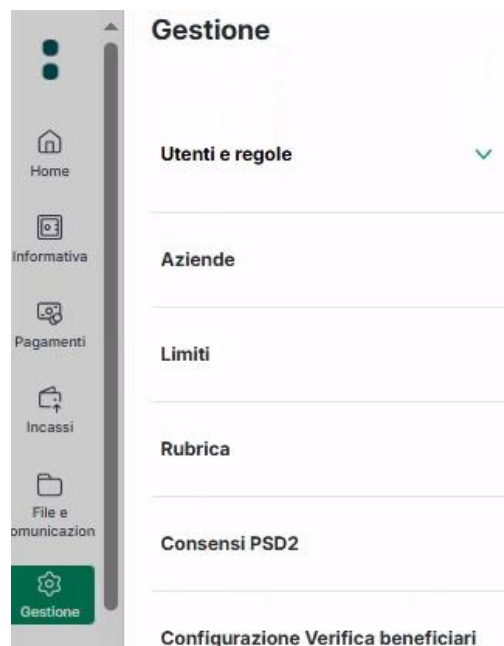 Gestione
Home
Informativa
Pagamenti
Incassi
File e
omunicazion
Gestione
Utenti e regole
Aziende
Limiti
Rubrica
Consensi PSD2
Configurazione Verifica beneficiari